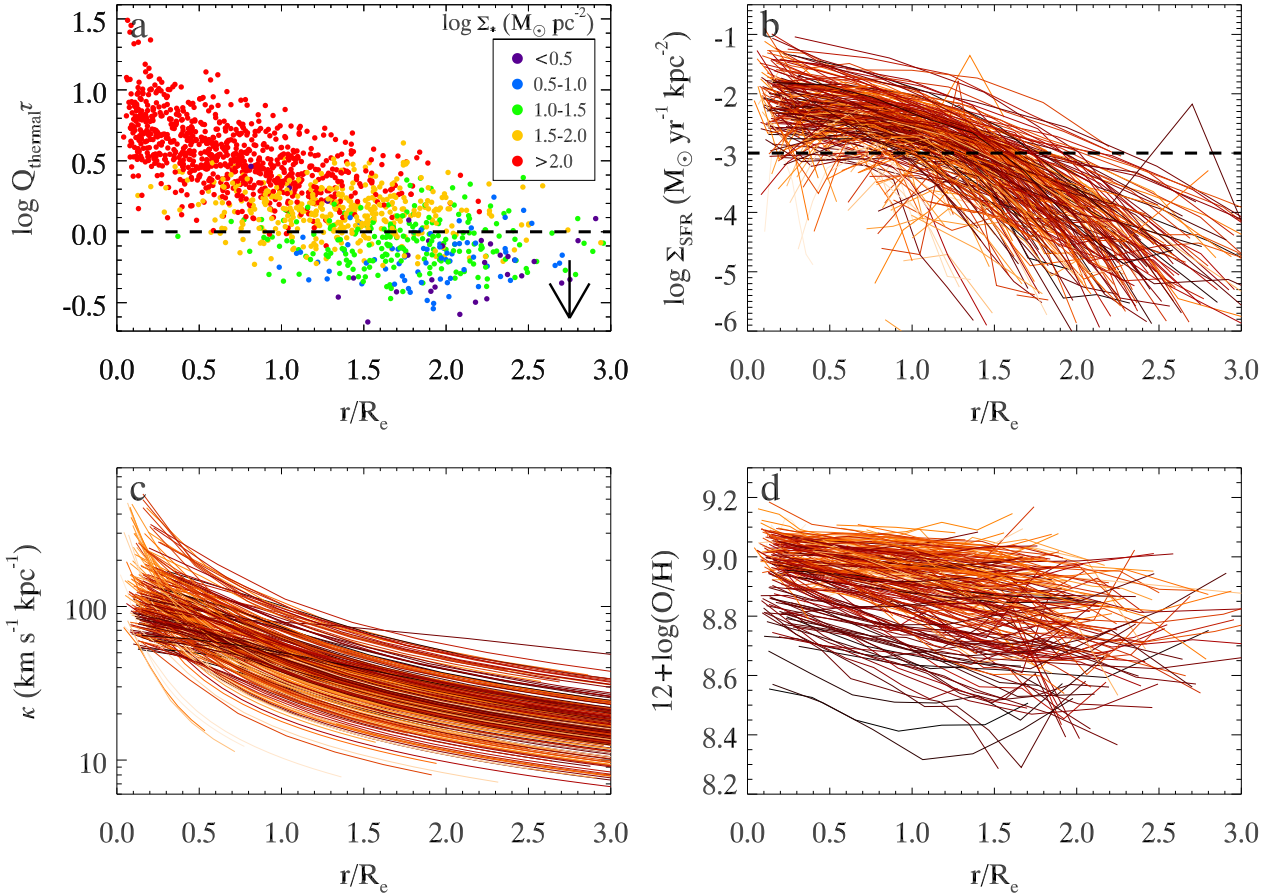 a
log Σ* (M⊙ pc-2)
<0.5
0.5-1.0
1.0-1.5
1.5-2.0
>2.0
1.5
1.0
0.5
0.0
-0.5
log Qthermalτ
0.0 0.5 1.0 1.5 2.0 2.5 3.0
r/Re
b
-1
-2
-3
-4
-5
-6
log ΣSFR (M⊙ yr-1 kpc-2)
0.0 0.5 1.0 1.5 2.0 2.5 3.0
r/Re
c
100
10
κ (km s-1 kpc-1)
0.0 0.5 1.0 1.5 2.0 2.5 3.0
r/Re
d
9.2
9.0
8.8
8.6
8.4
8.2
12+log(O/H)
0.0 0.5 1.0 1.5 2.0 2.5 3.0
r/Re